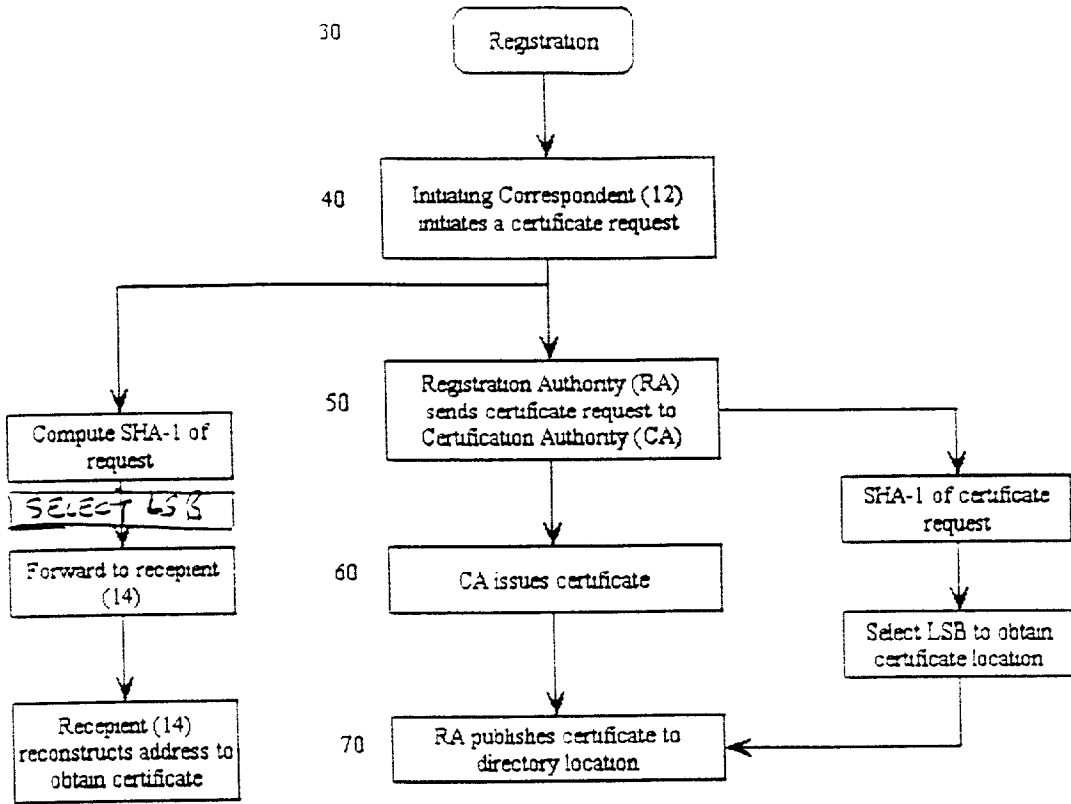 30
Registration
40
Initiating Correspondent (12)
initiates a certificate request
50
Registration Authority (RA)
sends certificate request to
Certification Authority (CA)
Compute SHA-1 of
request
SELECT LSB
SHA-1 of certificate
request
Forward to recepient
(14)
60
CA issues certificate
Select LSB to obtain
certificate location
Recepient (14)
reconstructs address to
obtain certificate
70
RA publishes certificate to
directory location